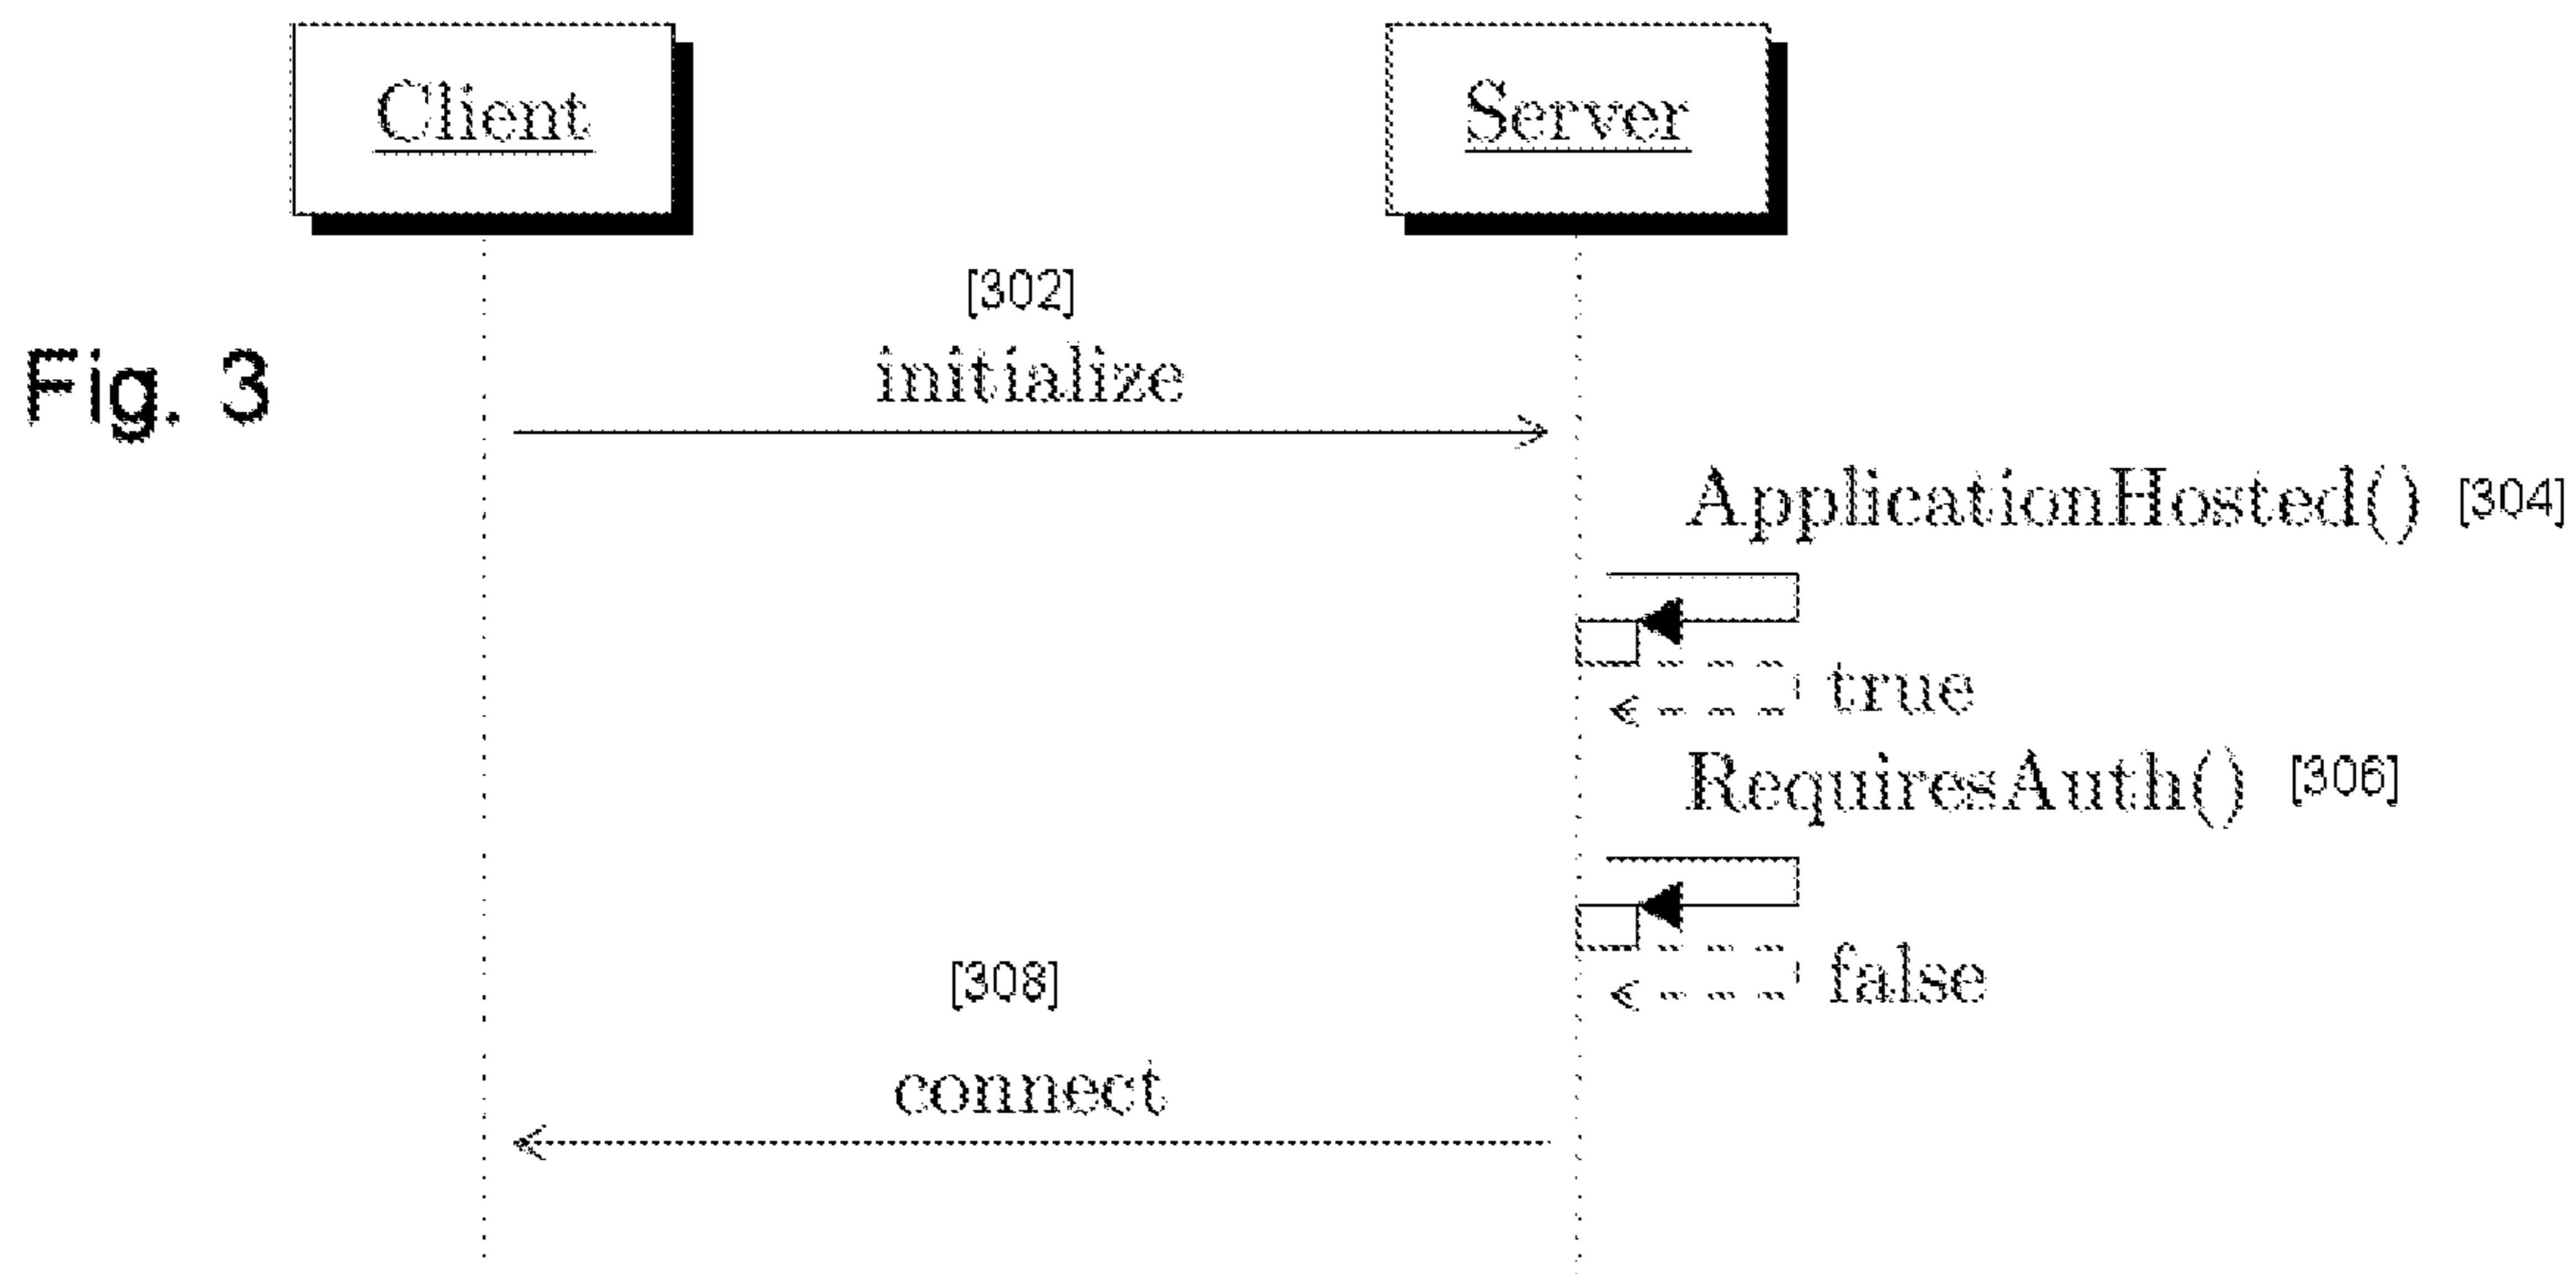 Client
Server
[302]
Fig. 3
initialize
ApplicationHosted() [304]
true
RequiresAuth() [306]
false
[308]
connect